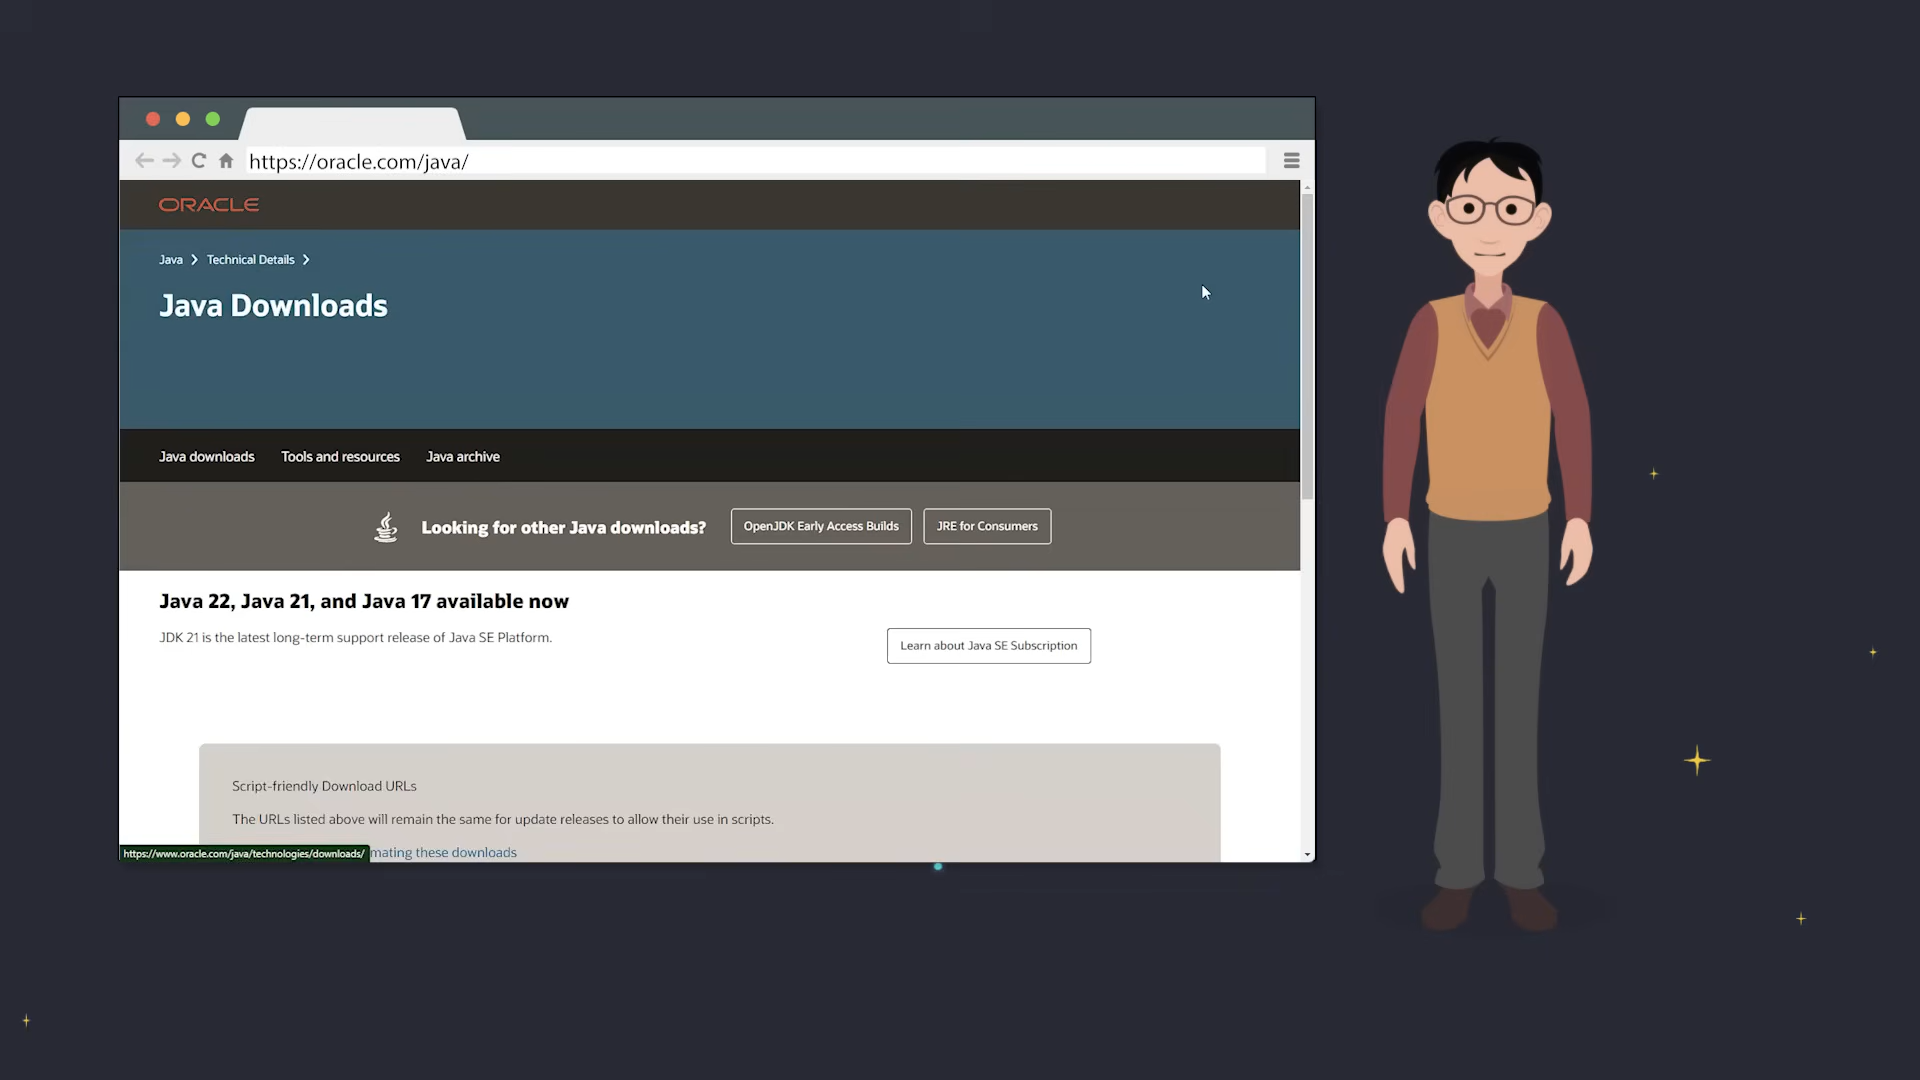 https://oracle.com/java/
ORACLE
Java > Technical Details >
Java Downloads
Java downloads Tools and resources Java archive
Looking for other Java downloads? OpenJDK Early Access Builds JRE for Consumers
Java 22, Java 21, and Java 17 available now
JDK 21 is the latest long-term support release of Java SE Platform.
Learn about Java SE Subscription
Script-friendly Download URLs
The URLs listed above will remain the same for update releases to allow their use in scripts.
https://www.oracle.com/java/technologies/downloads/ mating these downloads